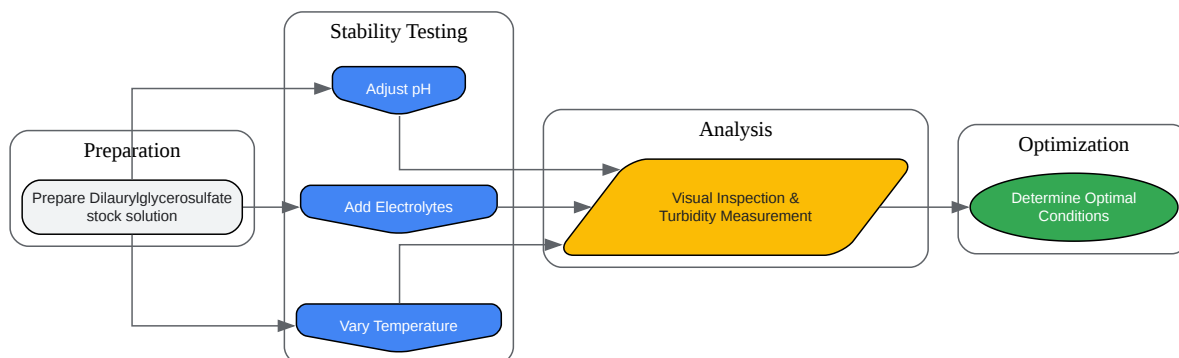 Preparation
Prepare Dilaurylglycerosulfate
stock solution
Stability Testing
Adjust pH
Add Electrolytes
Vary Temperature
Analysis
Visual Inspection &
Turbidity Measurement
Optimization
Determine Optimal
Conditions